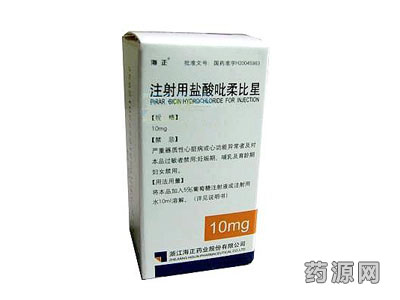 海正
批准文号：国药准字H20045983
注射用盐酸吡柔比星
PIRARUBICIN HYDROCHLORIDE FOR INJECTION
【规格】
10mg
【禁忌】
严重器质性心脏病或心功能异常者及对
本品过敏者禁用;妊娠期、哺乳及育龄期
妇女禁用。
【用法用量】
将本品加入5%葡萄糖注射液或注射用
水10ml溶解。（详见说明书）
10mg
浙江海正药业股份有限公司
ZHEJIANG HISUN PHARMACEUTICAL CO.,LTD.
药源网